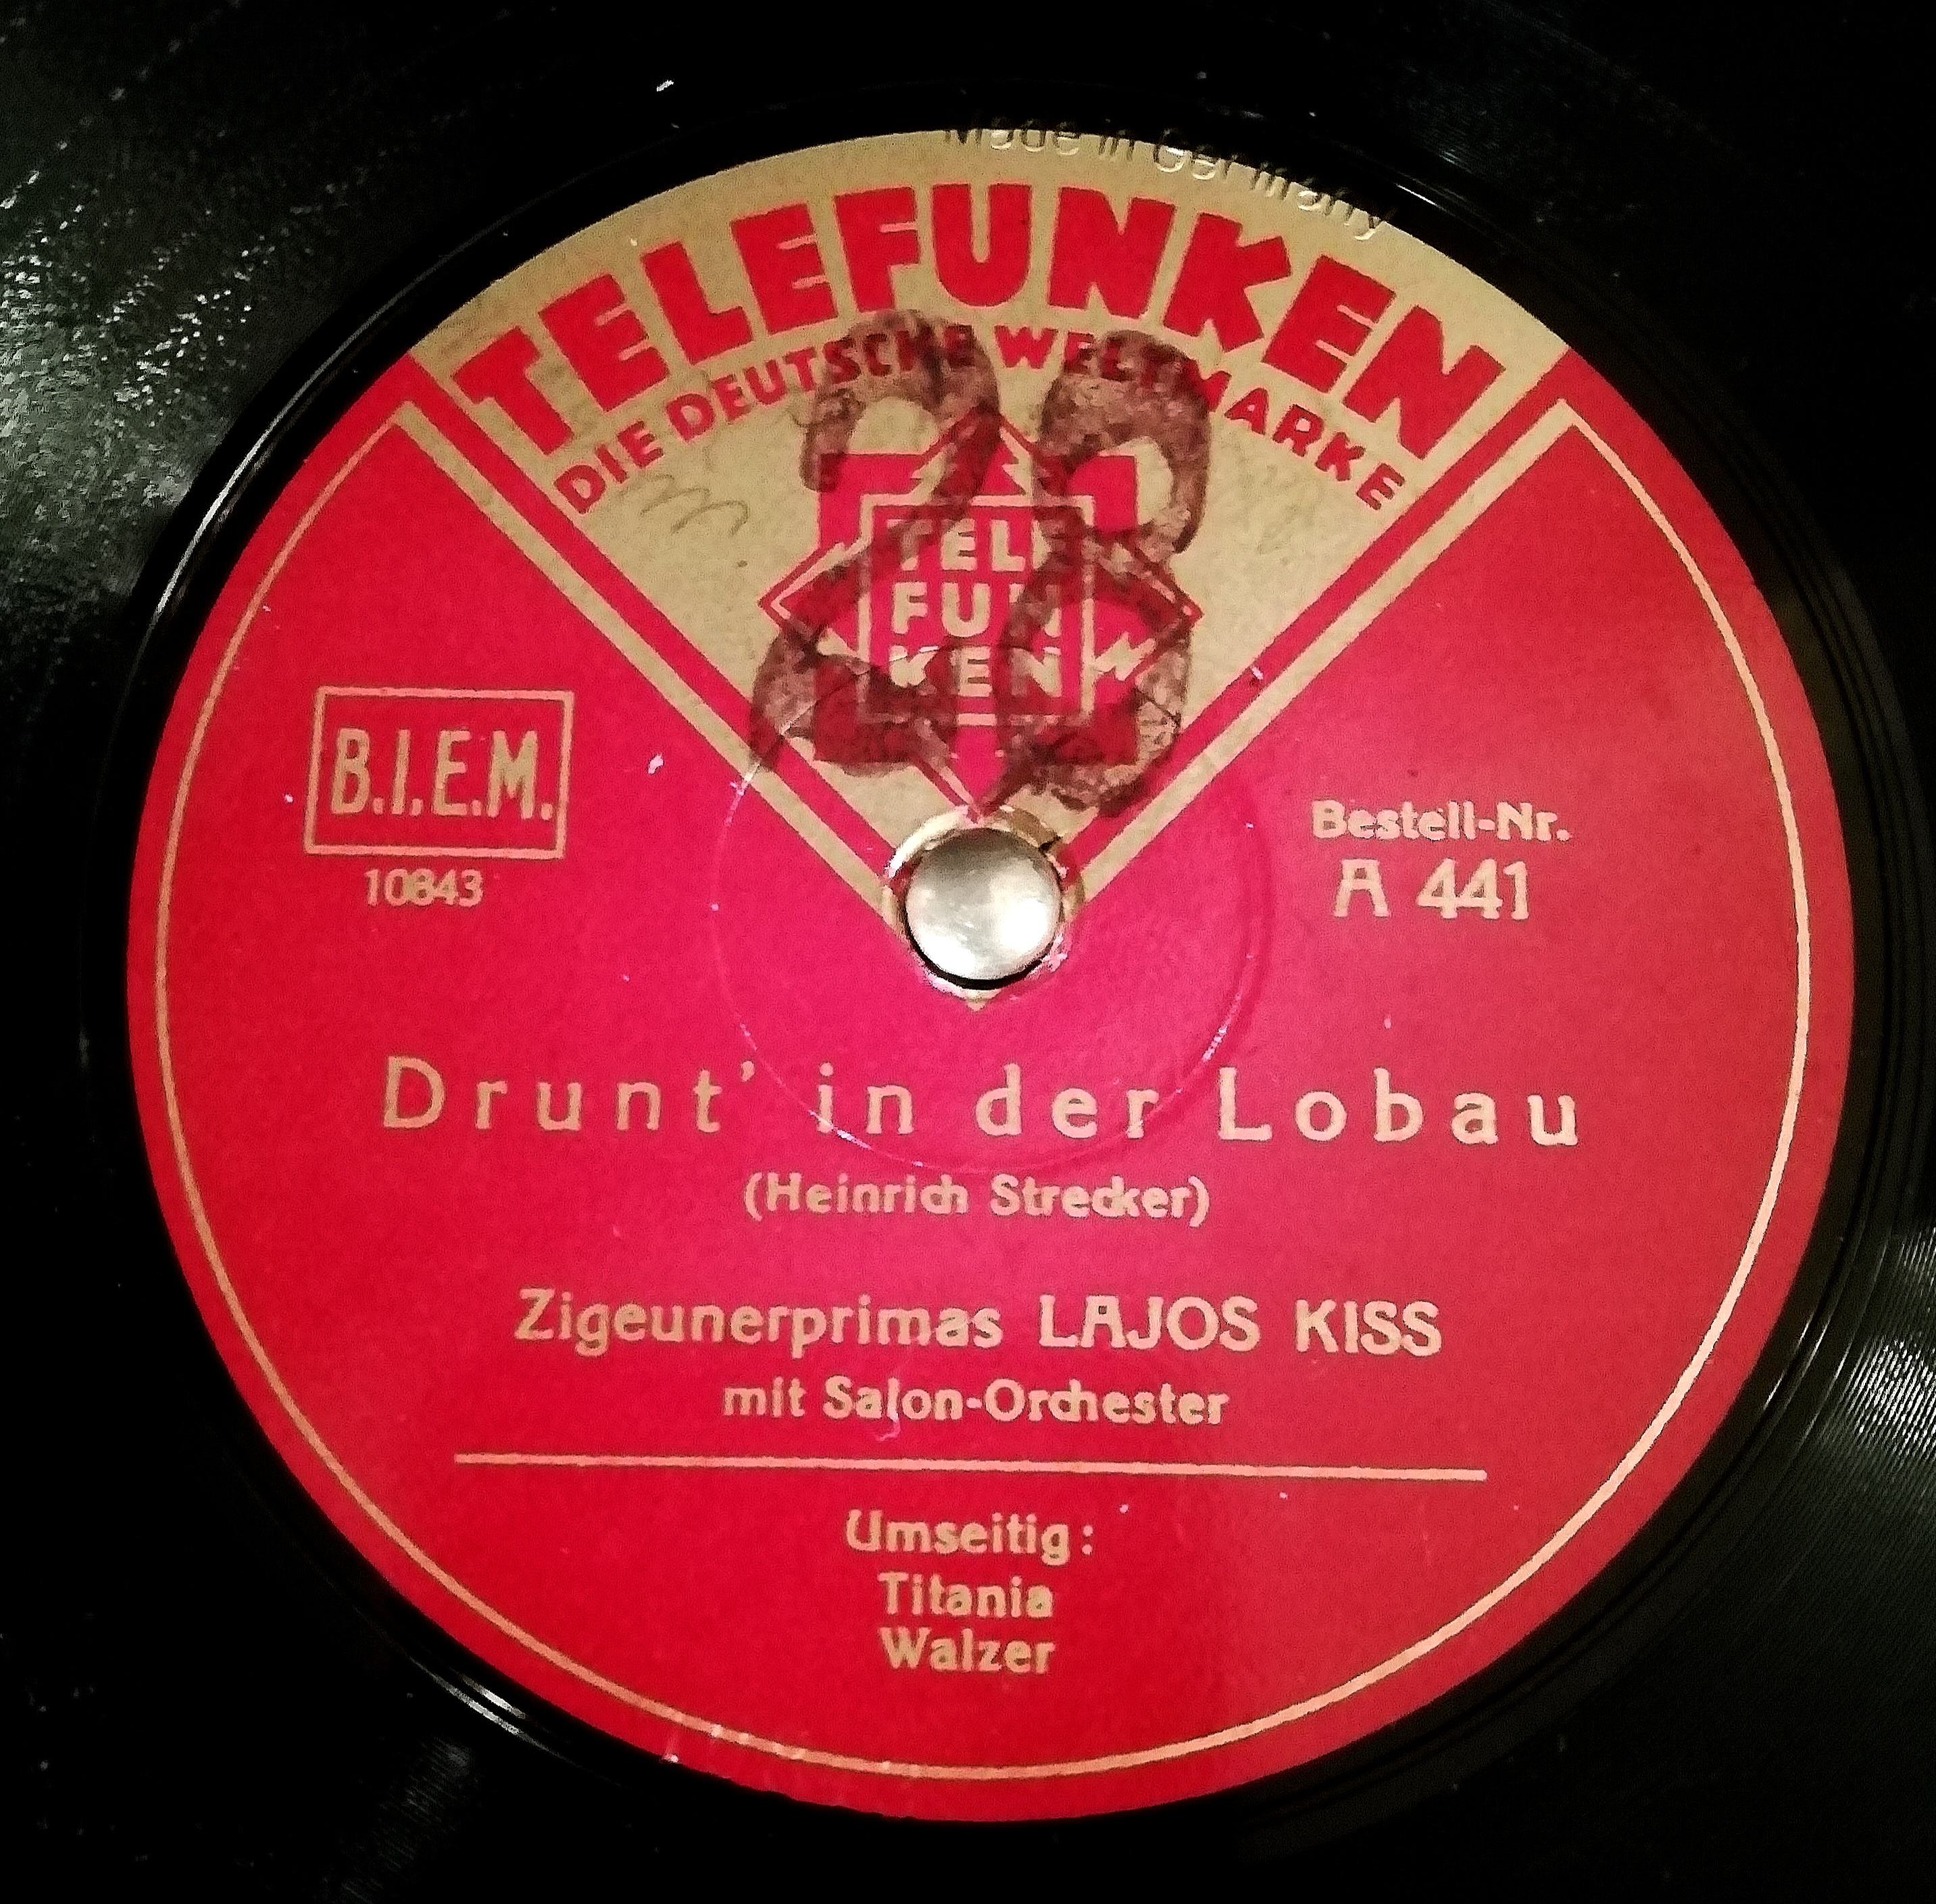 Made in Germany
TELEFUNKEN
DIE DEUTSCHE WELTMARKE
28
TELE
FUN
KEN
B.I.E.M.
10843
Bestell-Nr.
A 441
Drunt' in der Lobau
(Heinrich Strecker)
Zigeunerprimas LAJOS KISS
mit Salon-Orchester
Umseitig:
Titania
Walzer